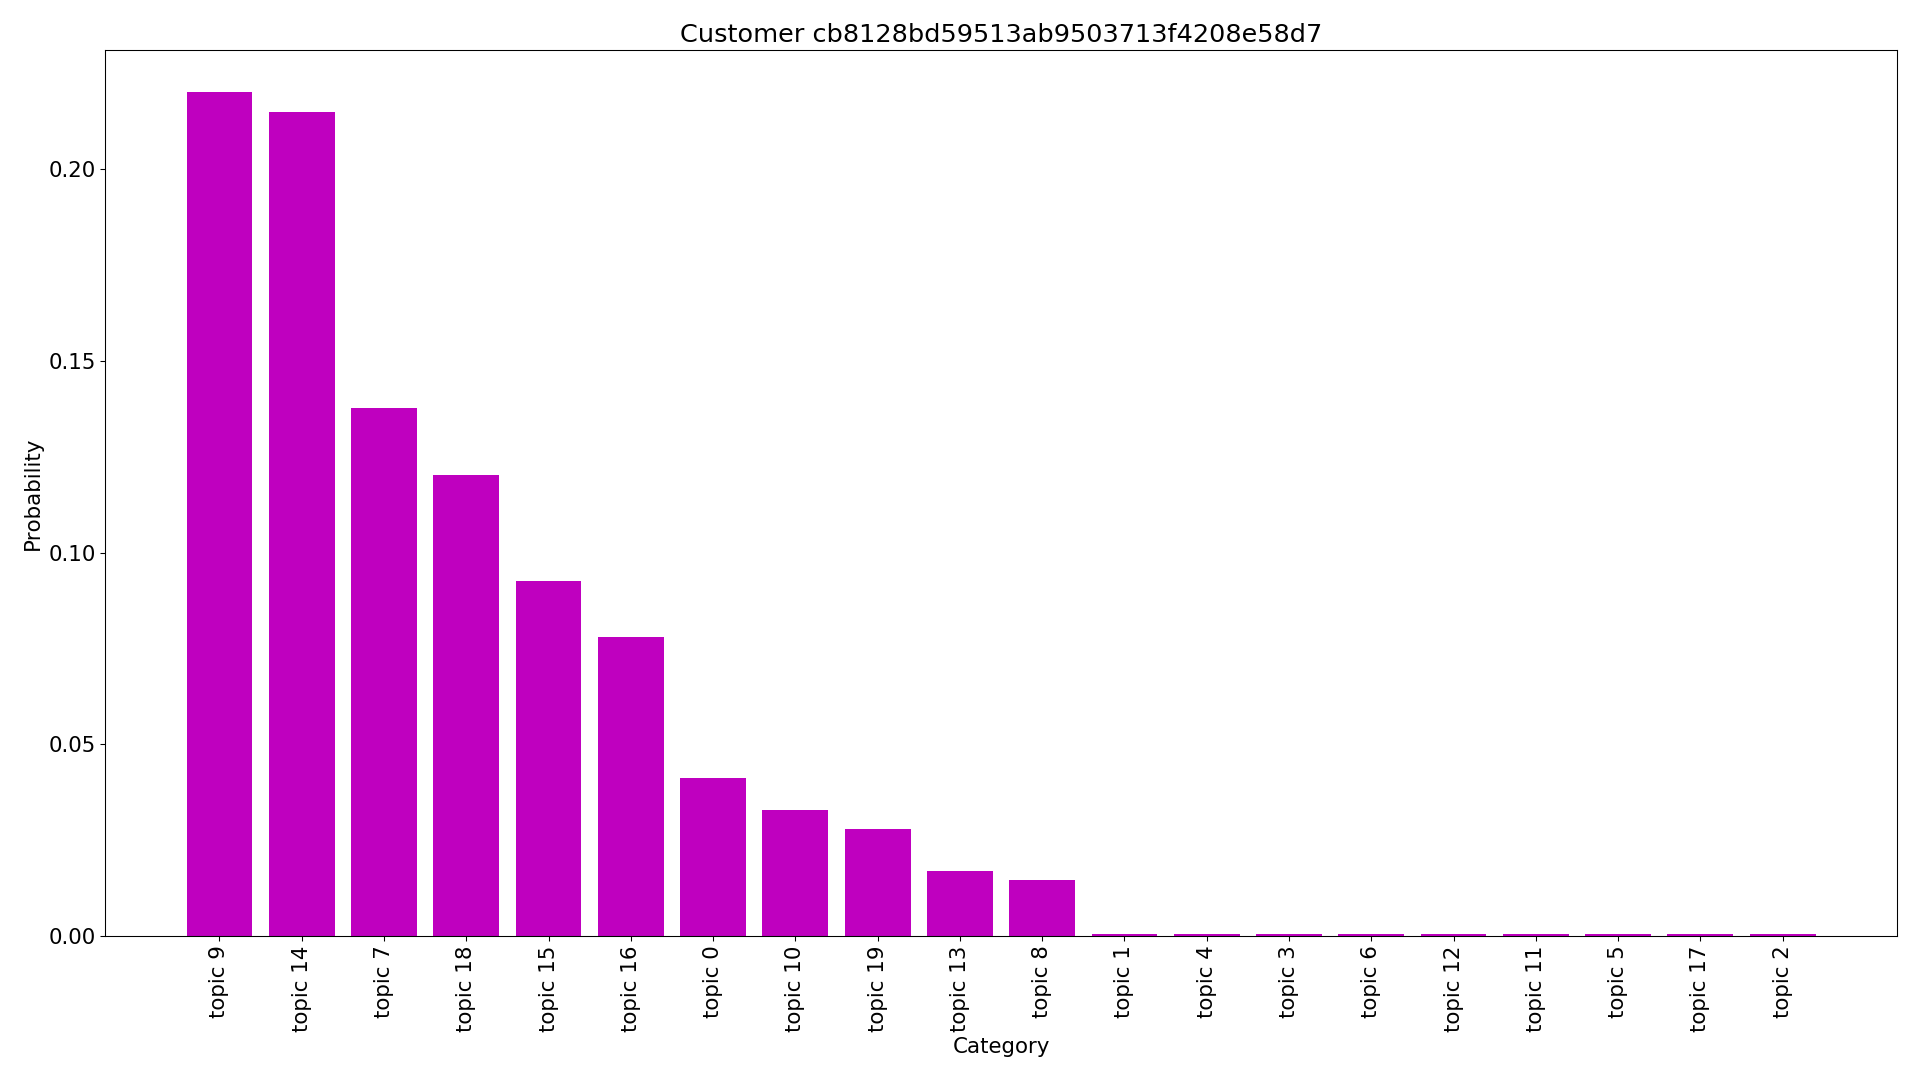 Customer cb8128bd59513ab9503713f4208e58d7
Probability
0.20
0.15
0.10
0.05
0.00
topic 9
topic 14
topic 7
topic 18
topic 15
topic 16
topic 0
topic 10
topic 19
topic 13
topic 8
topic 1
topic 4
topic 3
topic 6
topic 12
topic 11
topic 5
topic 17
topic 2
Category